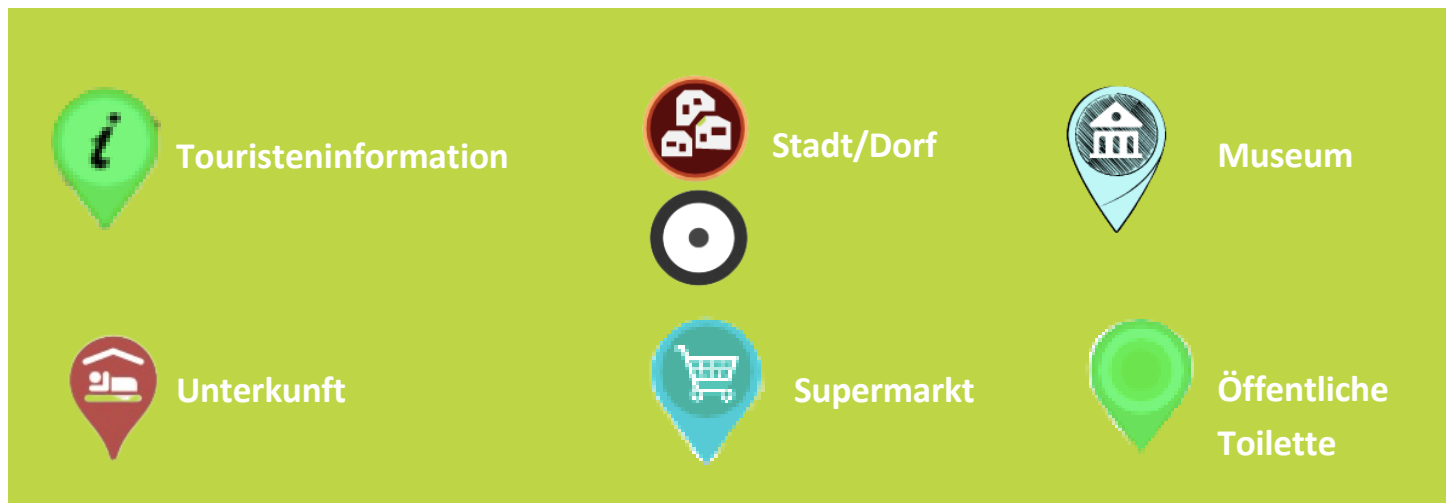 Touristeninformation
Stadt/Dorf
Museum
Unterkunft
Supermarkt
Öffentliche
Toilette